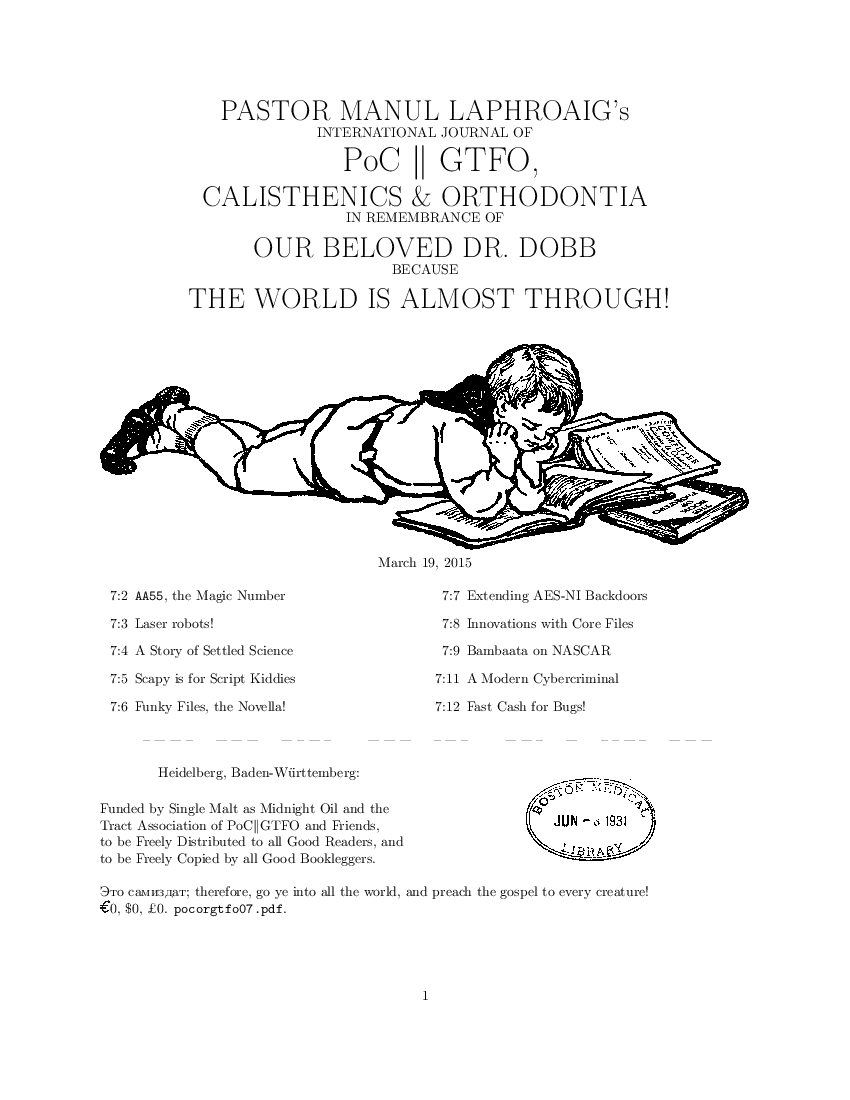 PASTOR MANUL LAPHROAIG's
INTERNATIONAL JOURNAL OF
PoC ∥ GTFO,
CALISTHENICS & ORTHODONTIA
IN REMEMBRANCE OF
OUR BELOVED DR. DOBB
BECAUSE
THE WORLD IS ALMOST THROUGH!
March 19, 2015
7:2 AA55, the Magic Number
7:3 Laser robots!
7:4 A Story of Settled Science
7:5 Scapy is for Script Kiddies
7:6 Funky Files, the Novella!
7:7 Extending AES-NI Backdoors
7:8 Innovations with Core Files
7:9 Bambaata on NASCAR
7:11 A Modern Cybercriminal
7:12 Fast Cash for Bugs!
Heidelberg, Baden-Württemberg:
Funded by Single Malt as Midnight Oil and the
Tract Association of PoC∥GTFO and Friends,
to be Freely Distributed to all Good Readers, and
to be Freely Copied by all Good Bookleggers.
BOSTON MEDICAL
JUN - 1931
LIBRARY
Это самиздат; therefore, go ye into all the world, and preach the gospel to every creature!
€0, $0, £0. pocorgtfo07.pdf.
1